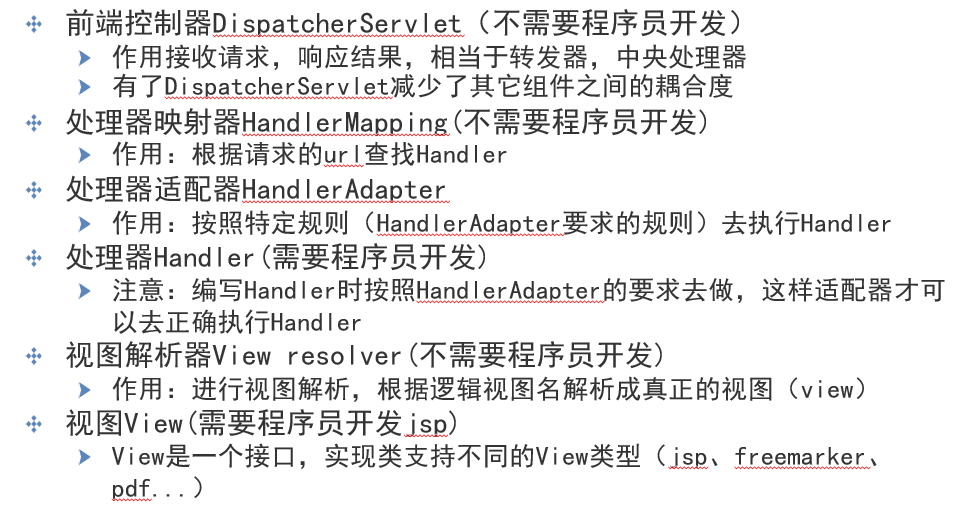 前端控制器DispatcherServlet（不需要程序员开发）
作用接收请求，响应结果，相当于转发器，中央处理器
有了DispatcherServlet减少了其它组件之间的耦合度
处理器映射器HandlerMapping(不需要程序员开发)
作用：根据请求的url查找Handler
处理器适配器HandlerAdapter
作用：按照特定规则（HandlerAdapter要求的规则）去执行Handler
处理器Handler(需要程序员开发)
注意：编写Handler时按照HandlerAdapter的要求去做，这样适配器才可
以去正确执行Handler
视图解析器View resolver(不需要程序员开发)
作用：进行视图解析，根据逻辑视图名解析成真正的视图（view）
视图View(需要程序员开发jsp)
View是一个接口，实现类支持不同的View类型（jsp、freemarker、
pdf...）